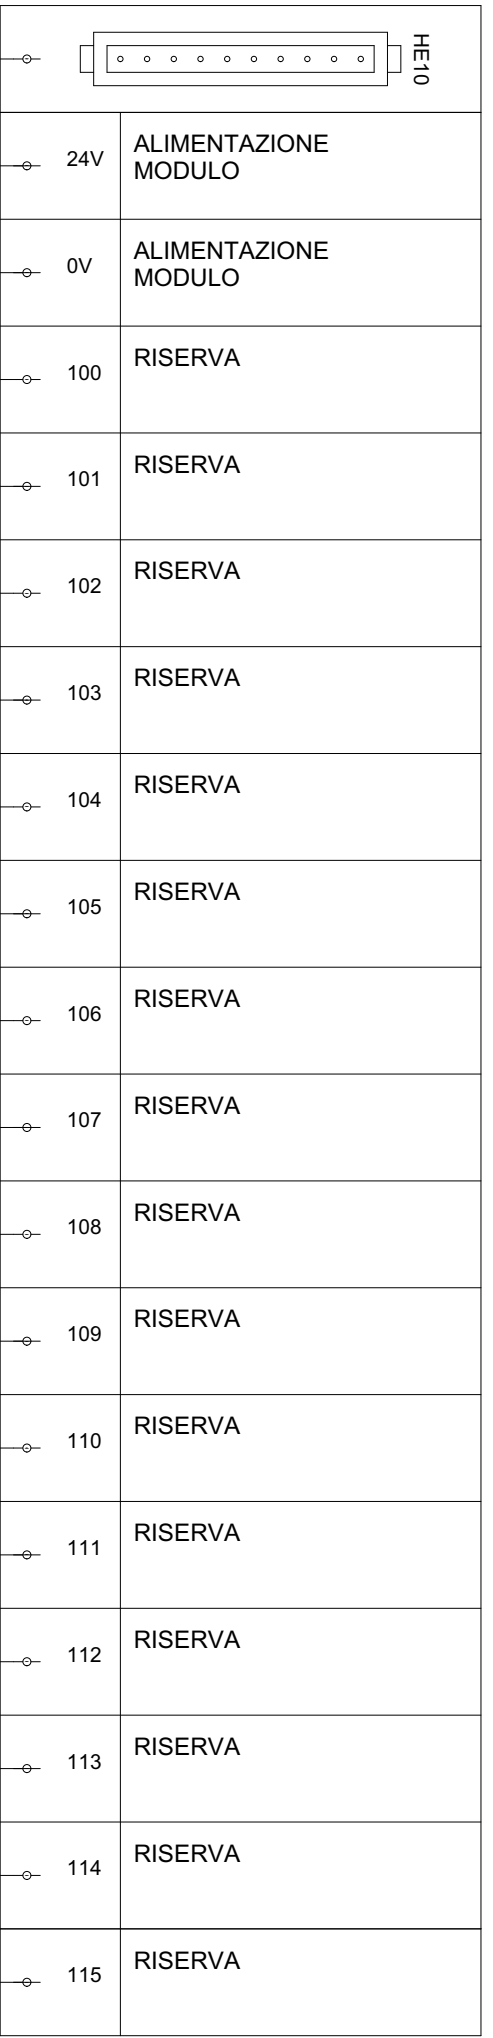 HE10
24V ALIMENTAZIONE
MODULO
0V ALIMENTAZIONE
MODULO
100 RISERVA
101 RISERVA
102 RISERVA
103 RISERVA
104 RISERVA
105 RISERVA
106 RISERVA
107 RISERVA
108 RISERVA
109 RISERVA
110 RISERVA
111 RISERVA
112 RISERVA
113 RISERVA
114 RISERVA
115 RISERVA